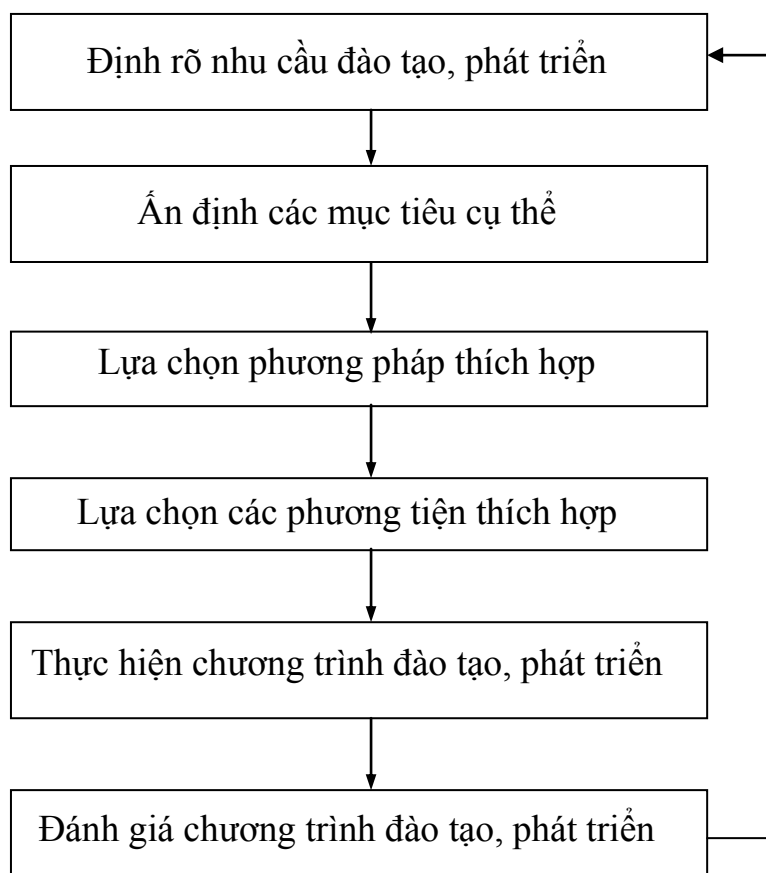 Định rõ nhu cầu đào tạo, phát triển
Ấn định các mục tiêu cụ thể
Lựa chọn phương pháp thích hợp
Lựa chọn các phương tiện thích hợp
Thực hiện chương trình đào tạo, phát triển
Đánh giá chương trình đào tạo, phát triển